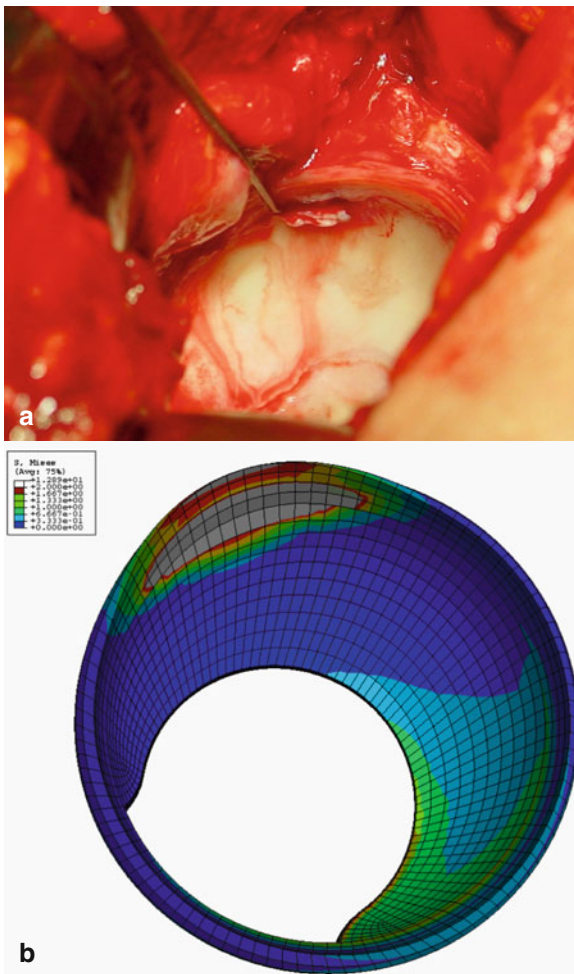 a
S. Mises
(Avg: 75%)
+1.289e+01
+2.000e+00
+1.667e+00
+1.333e+00
+1.000e+00
+6.667e-01
+3.333e-01
+0.000e+00
b